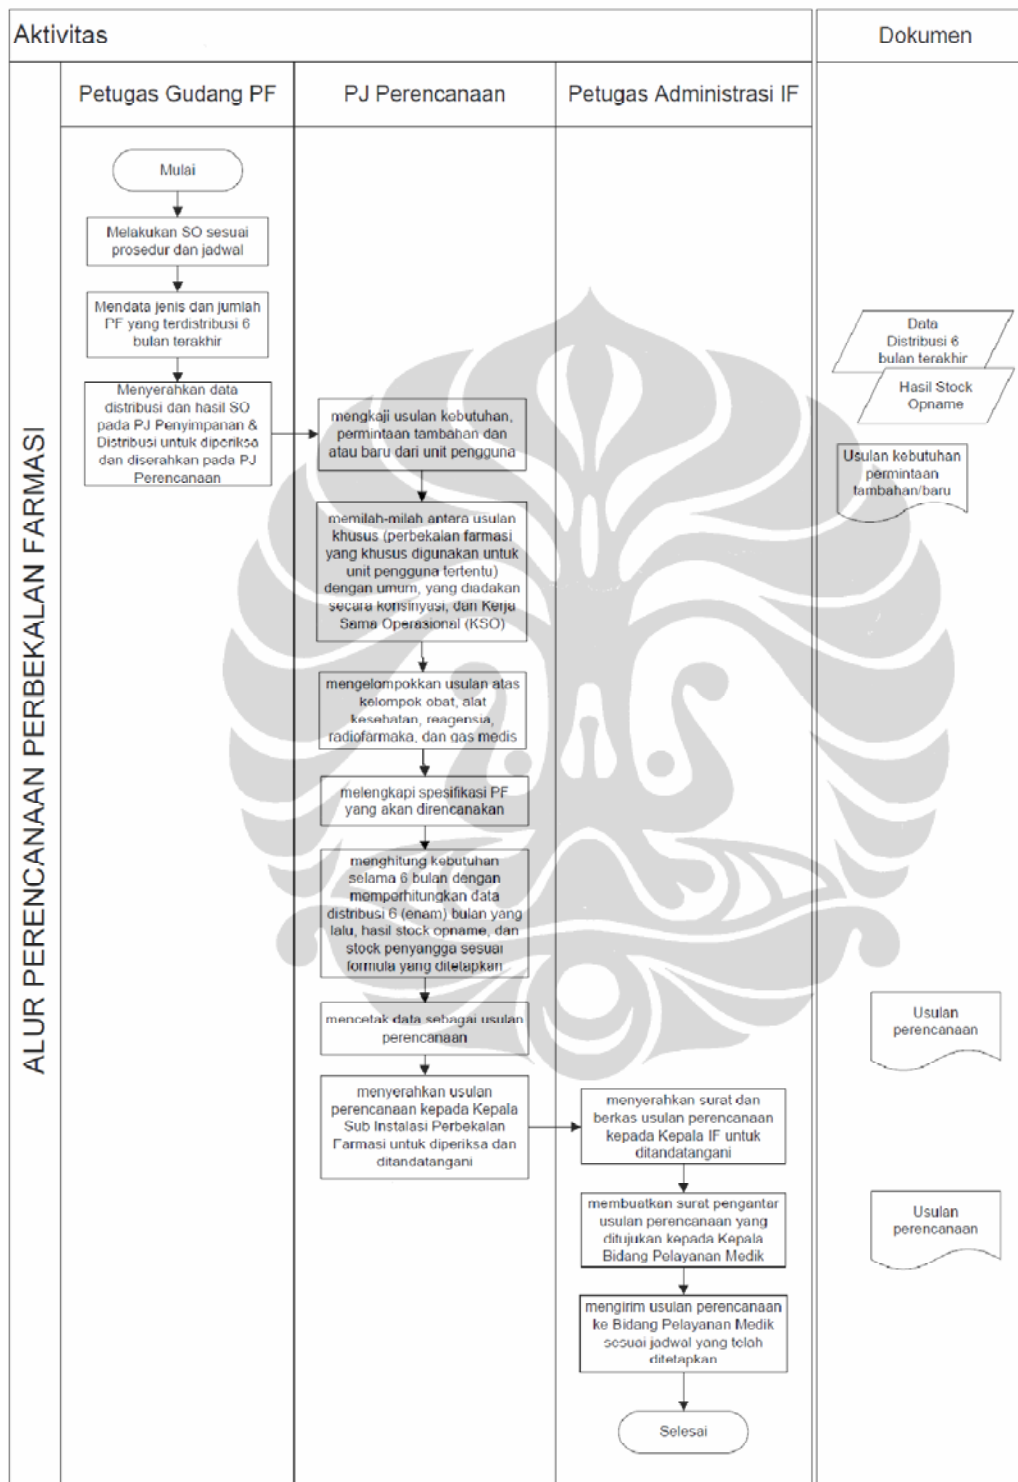 Aktivitas
Dokumen
ALUR PERENCANAAN PERBEKALAN FARMASI
Petugas Gudang PF
PJ Perencanaan
Petugas Administrasi IF
Mulai
Melakukan SO sesuai
prosedur dan jadwal
Mendata jenis dan jumlah
PF yang terdistribusi 6
bulan terakhir
Menyerahkan data
distribusi dan hasil SO
pada PJ Penyimpanan &
Distribusi untuk diperiksa
dan diserahkan pada PJ
Perencanaan
mengkaji usulan kebutuhan,
permintaan tambahan dan
atau baru dari unit pengguna
memilah-milah antara usulan
khusus (perbekalan farmasi
yang khusus digunakan untuk
unit pengguna tertentu)
dengan umum, yang diadakan
secara konsinyasi, dan Kerja
Sama Operasional (KSO)
mengelompokkan usulan atas
kelompok obat, alat
kesehatan, reagensia,
radiofarmaka, dan gas medis
melengkapi spesifikasi PF
yang akan direncanakan
menghitung kebutuhan
selama 6 bulan dengan
memperhitungkan data
distribusi 6 (enam) bulan yang
lalu, hasil stock opname, dan
stock penyangga sesuai
formula yang ditetapkan
mencetak data sebagai usulan
perencanaan
menyerahkan usulan
perencanaan kepada Kepala
Sub Instalasi Perbekalan
Farmasi untuk diperiksa dan
ditandatangani
menyerahkan surat dan
berkas usulan perencanaan
kepada Kepala IF untuk
ditandatangani
membuatkan surat pengantar
usulan perencanaan yang
ditujukan kepada Kepala
Bidang Pelayanan Medik
mengirim usulan perencanaan
ke Bidang Pelayanan Medik
sesuai jadwal yang telah
ditetapkan
Selesai
Data
Distribusi 6
bulan terakhir
Hasil Stock
Opname
Usulan kebutuhan
permintaan
tambahan/baru
Usulan
perencanaan
Usulan
perencanaan